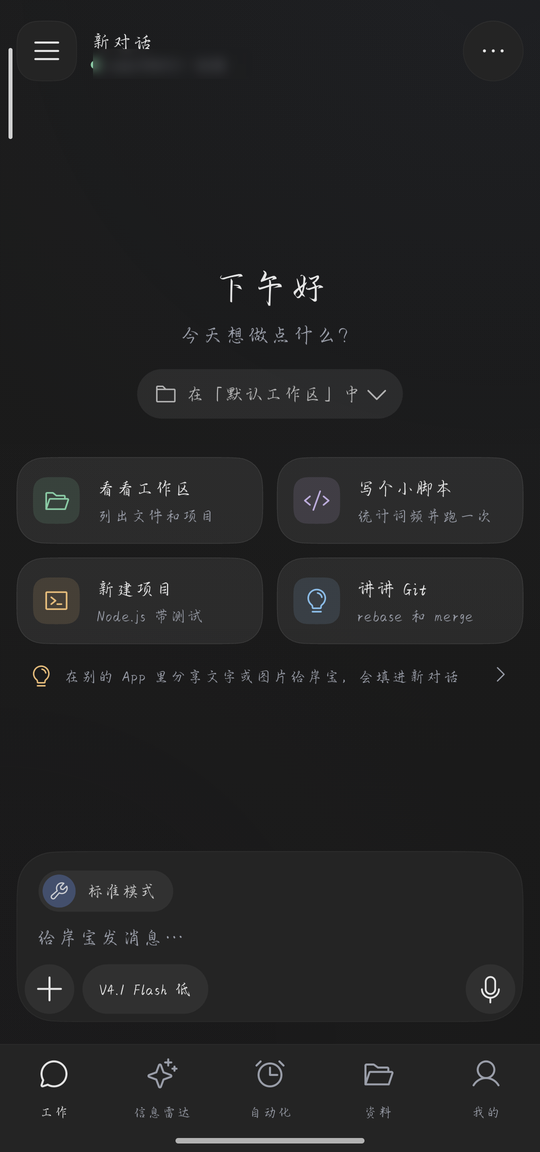 新对话
下午好
今天想做点什么?
在「默认工作区」中
看看工作区
列出文件和项目
写个小脚本
统计词频并跑一次
新建项目
Node.js 带测试
讲讲 Git
rebase 和 merge
在别的 App 里分享文字或图片给岸宝，会填进新对话
标准模式
给岸宝发消息…
V4.1 Flash 低
工作
信息雷达
自动化
资料
我的